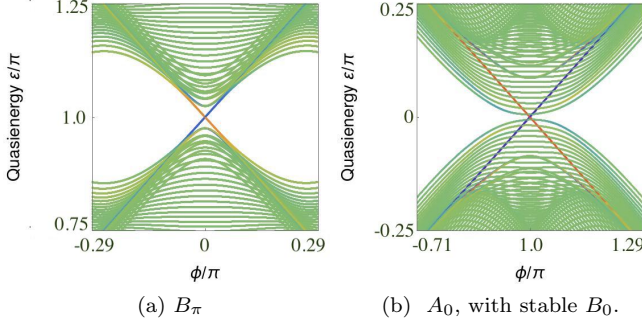 1.25
1.0
0.75
Quasienergy ε/π
-0.29
0
0.29
ϕ/π
(a) Bπ
0.25
0
-0.25
Quasienergy ε/π
-0.71
1.0
1.29
ϕ/π
(b) A0, with stable B0.